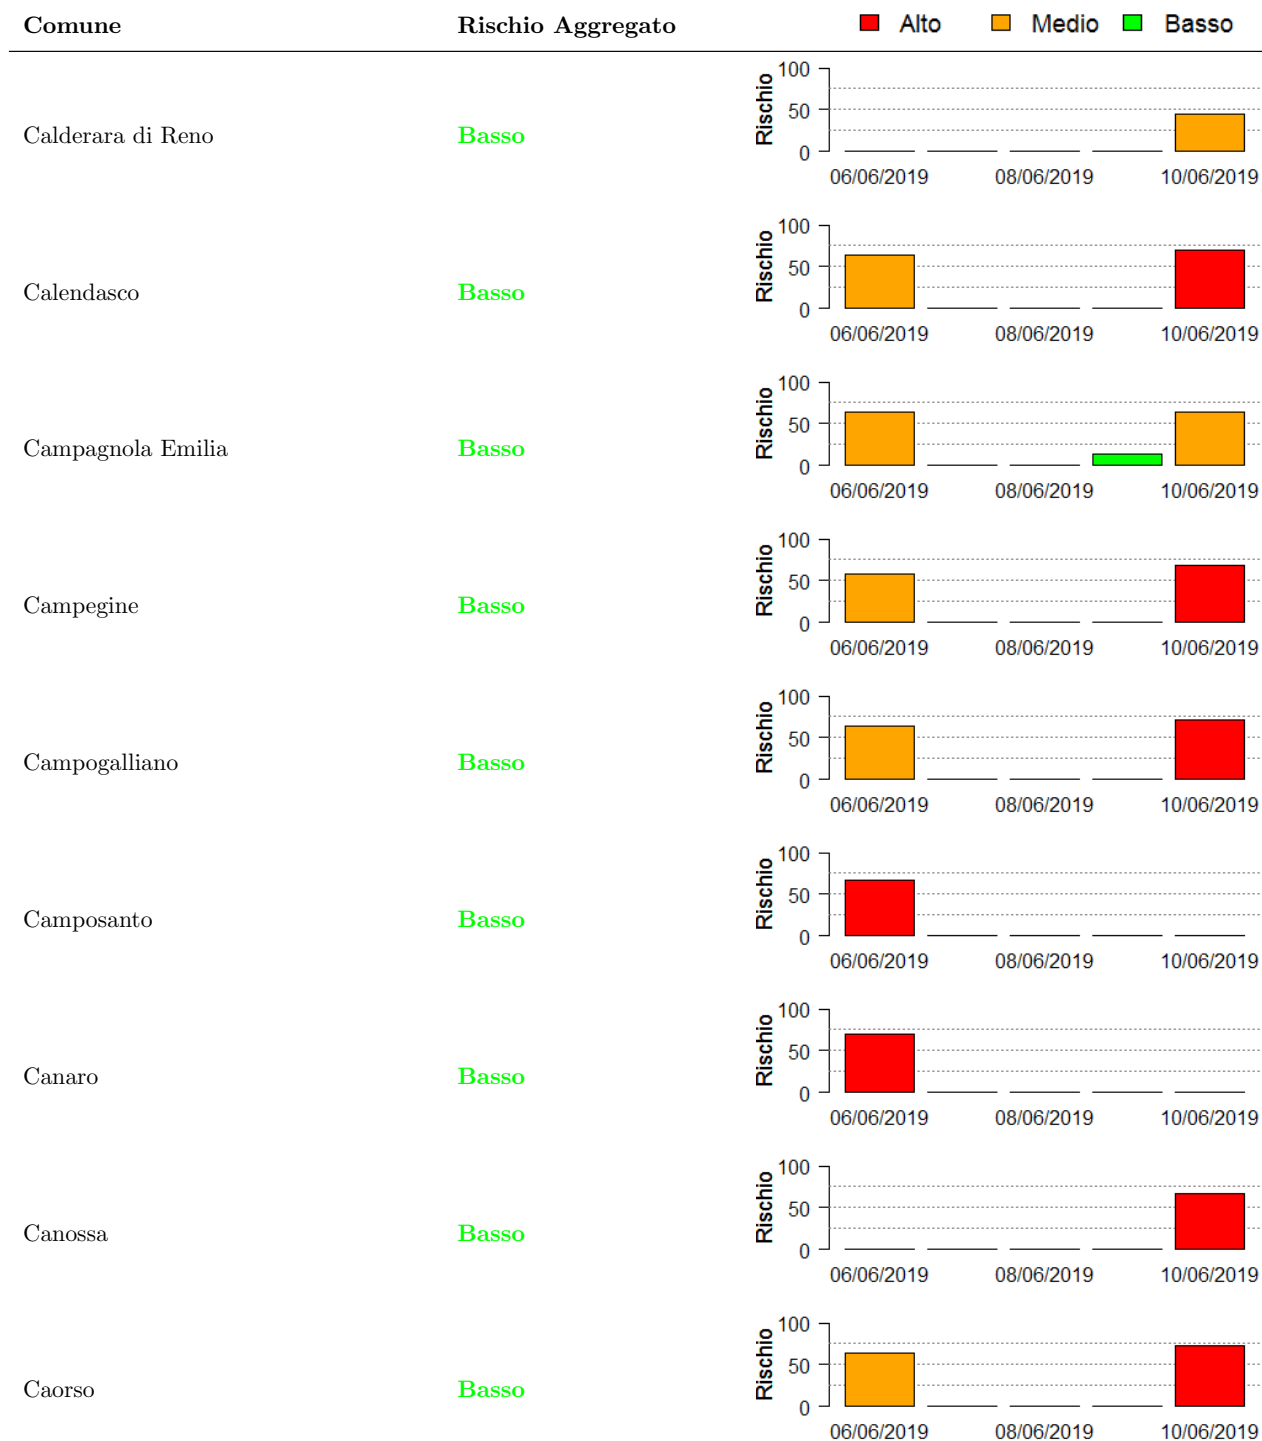 Comune Rischio Aggregato Alto Medio Basso
Calderara di Reno Basso
Rischio
100
50
0
06/06/2019 08/06/2019 10/06/2019
Calendasco Basso
Rischio
100
50
0
06/06/2019 08/06/2019 10/06/2019
Campagnola Emilia Basso
Rischio
100
50
0
06/06/2019 08/06/2019 10/06/2019
Campegine Basso
Rischio
100
50
0
06/06/2019 08/06/2019 10/06/2019
Campogalliano Basso
Rischio
100
50
0
06/06/2019 08/06/2019 10/06/2019
Camposanto Basso
Rischio
100
50
0
06/06/2019 08/06/2019 10/06/2019
Canaro Basso
Rischio
100
50
0
06/06/2019 08/06/2019 10/06/2019
Canossa Basso
Rischio
100
50
0
06/06/2019 08/06/2019 10/06/2019
Caorso Basso
Rischio
100
50
0
06/06/2019 08/06/2019 10/06/2019